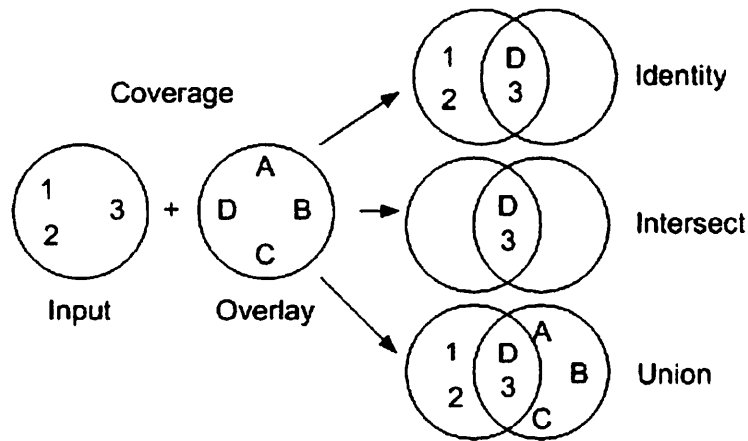 Coverage
1
2
3
+
A
D B
C
Input
Overlay
1 D
2 3
Identity
D
3
Intersect
1 D A
2 3 B
C
Union